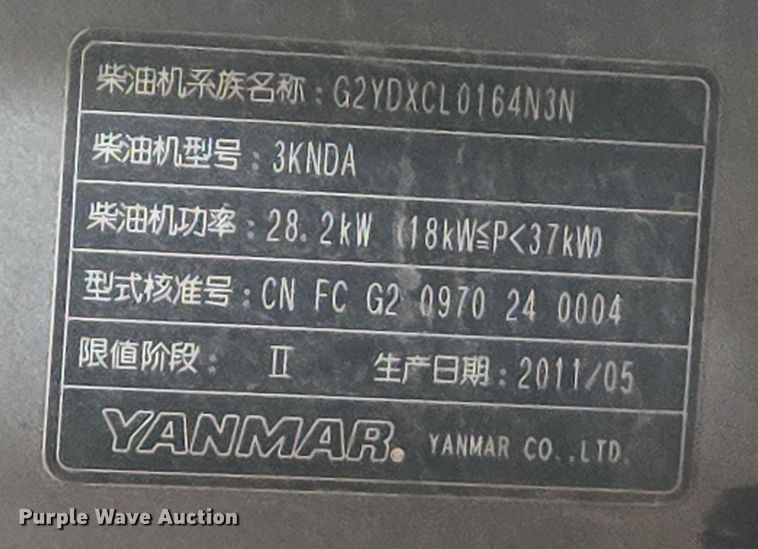 柴油机系族名称：G2YDXCL0164N3N
柴油机型号：3KNDA
柴油机功率：28.2kW (18kW≦P<37kW)
型式核准号：CN FC G2 0970 24 0004
限值阶段： Ⅱ 生产日期：2011/05
YANMAR® YANMAR CO.,LTD.
Purple Wave Auction